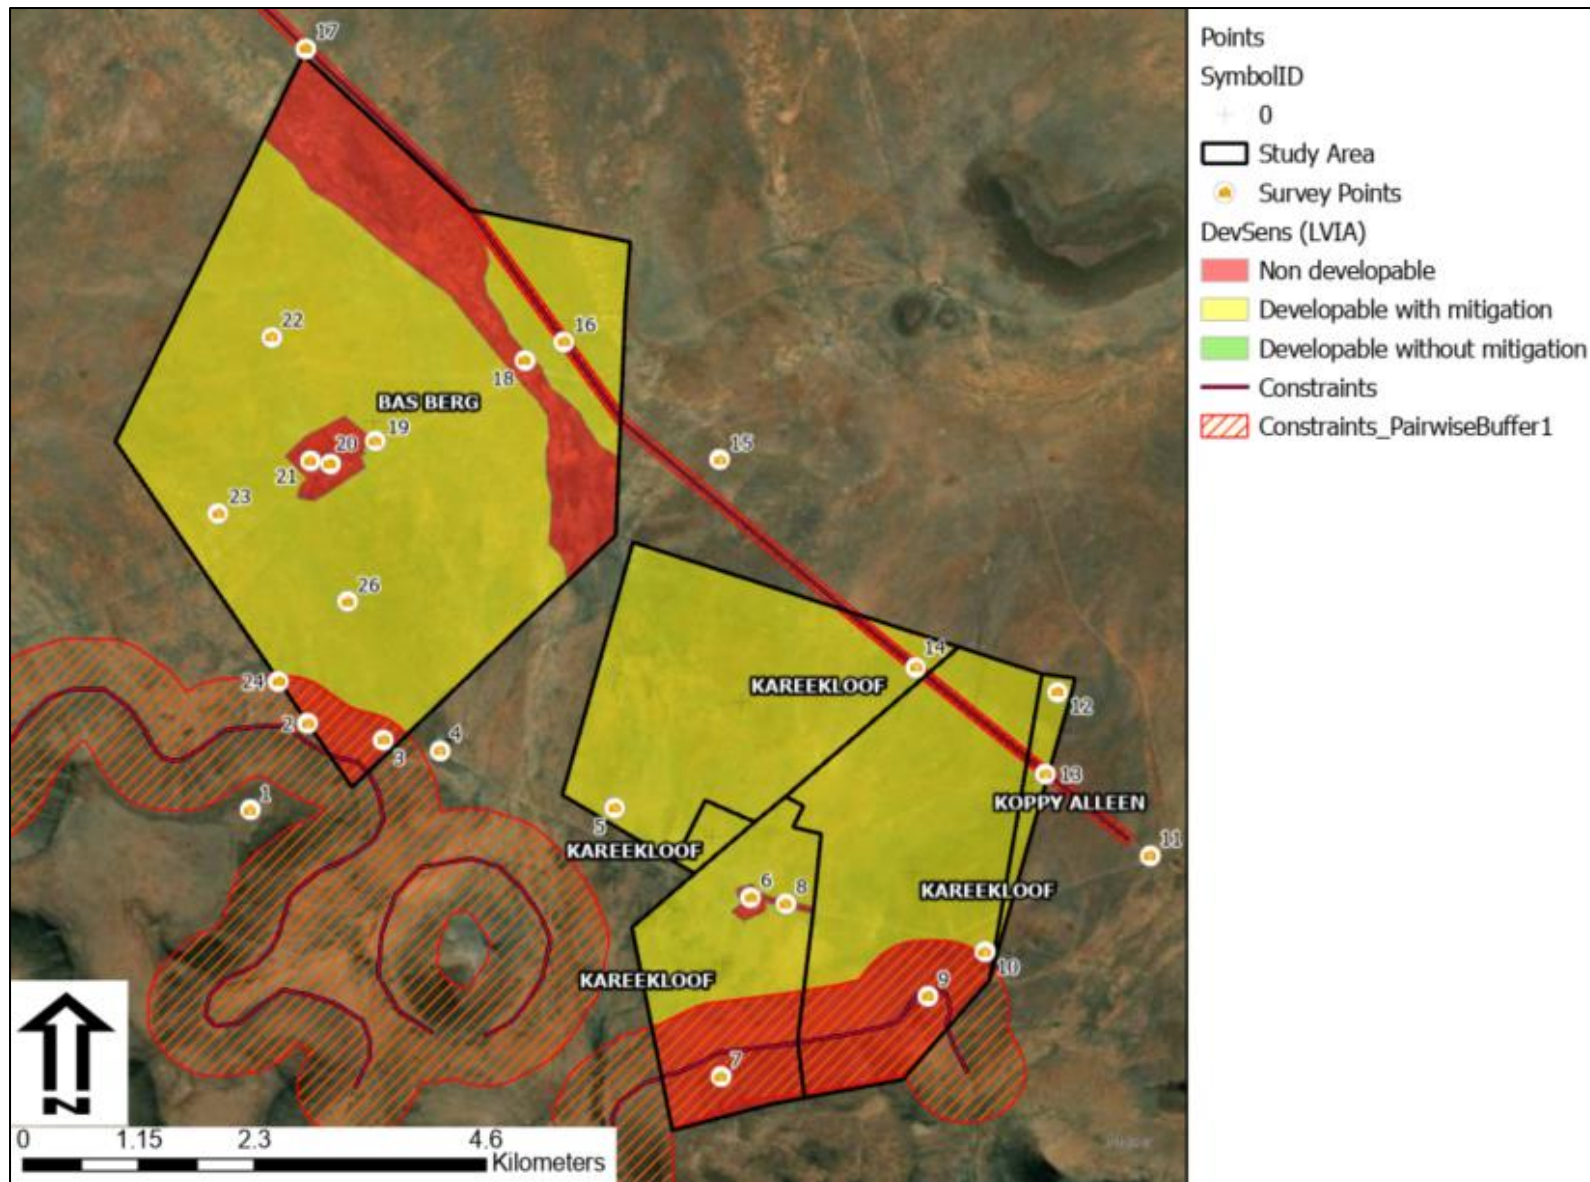 17
22
16
18
BAS BERG
19
20
21
15
23
26
14
24
KAREEKLOOF
12
2
3
4
13
1
KOPPY ALLEEN
5
KAREEKLOOF
11
6
8
KAREEKLOOF
KAREEKLOOF
10
9
7
N
0 1.15 2.3 4.6
Kilometers
Points
SymbolID
0
Study Area
Survey Points
DevSens (LVIA)
Non developable
Developable with mitigation
Developable without mitigation
Constraints
Constraints_PairwiseBuffer1